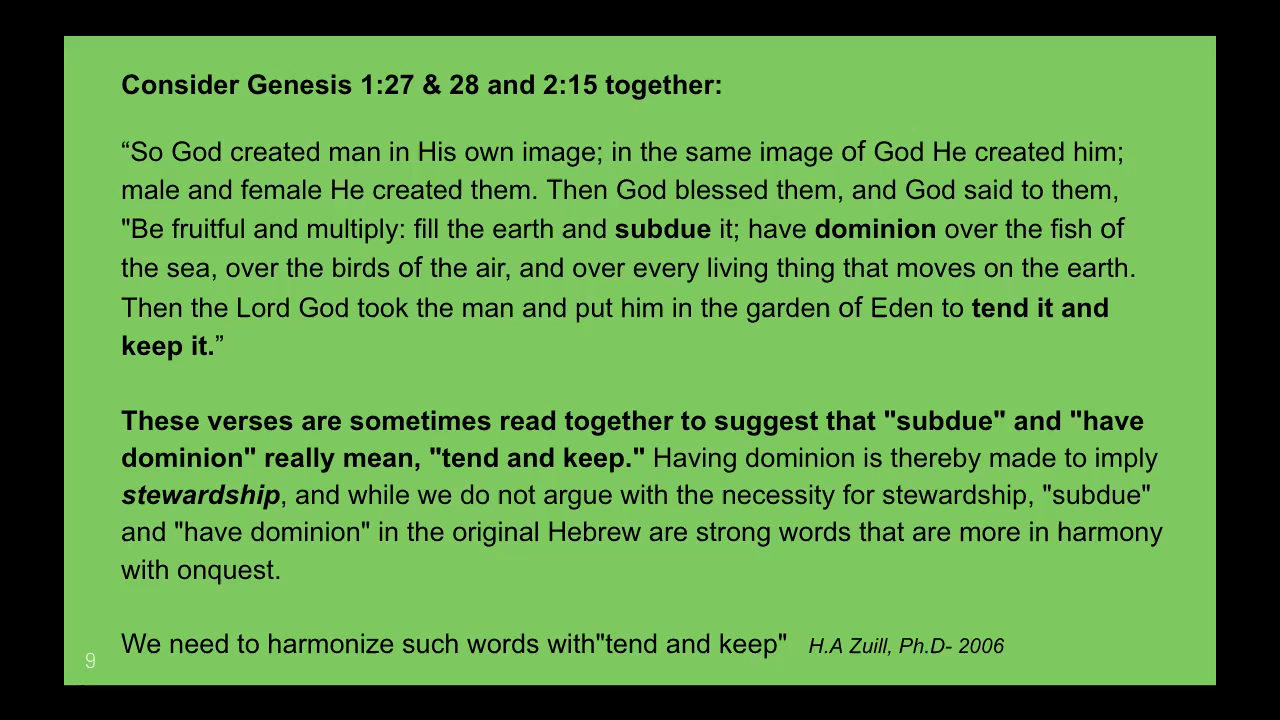 Consider Genesis 1:27 & 28 and 2:15 together:
“So God created man in His own image; in the same image of God He created him;
male and female He created them. Then God blessed them, and God said to them,
"Be fruitful and multiply: fill the earth and subdue it; have dominion over the fish of
the sea, over the birds of the air, and over every living thing that moves on the earth.
Then the Lord God took the man and put him in the garden of Eden to tend it and
keep it.”
These verses are sometimes read together to suggest that "subdue" and "have
dominion" really mean, "tend and keep." Having dominion is thereby made to imply
stewardship, and while we do not argue with the necessity for stewardship, "subdue"
and "have dominion" in the original Hebrew are strong words that are more in harmony
with onquest.
We need to harmonize such words with"tend and keep" H.A Zuill, Ph.D- 2006
9